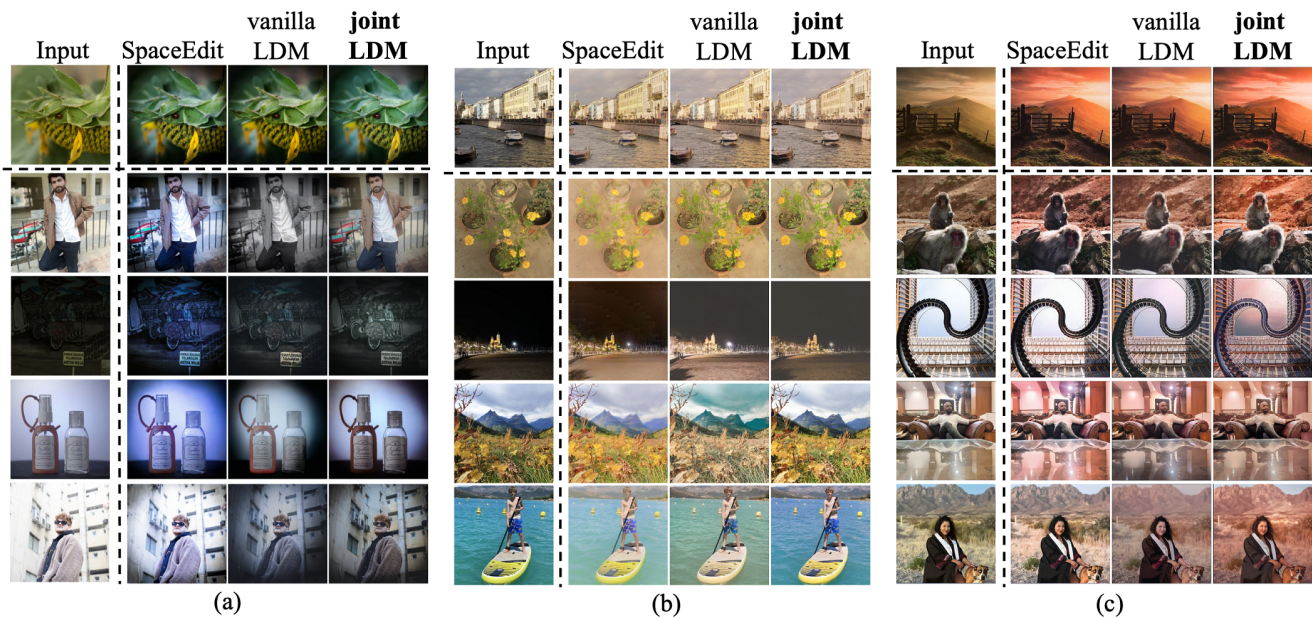 Input
SpaceEdit
vanilla
LDM
joint
LDM
Input
SpaceEdit
vanilla
LDM
joint
LDM
Input
SpaceEdit
vanilla
LDM
joint
LDM
(a)
(b)
(c)